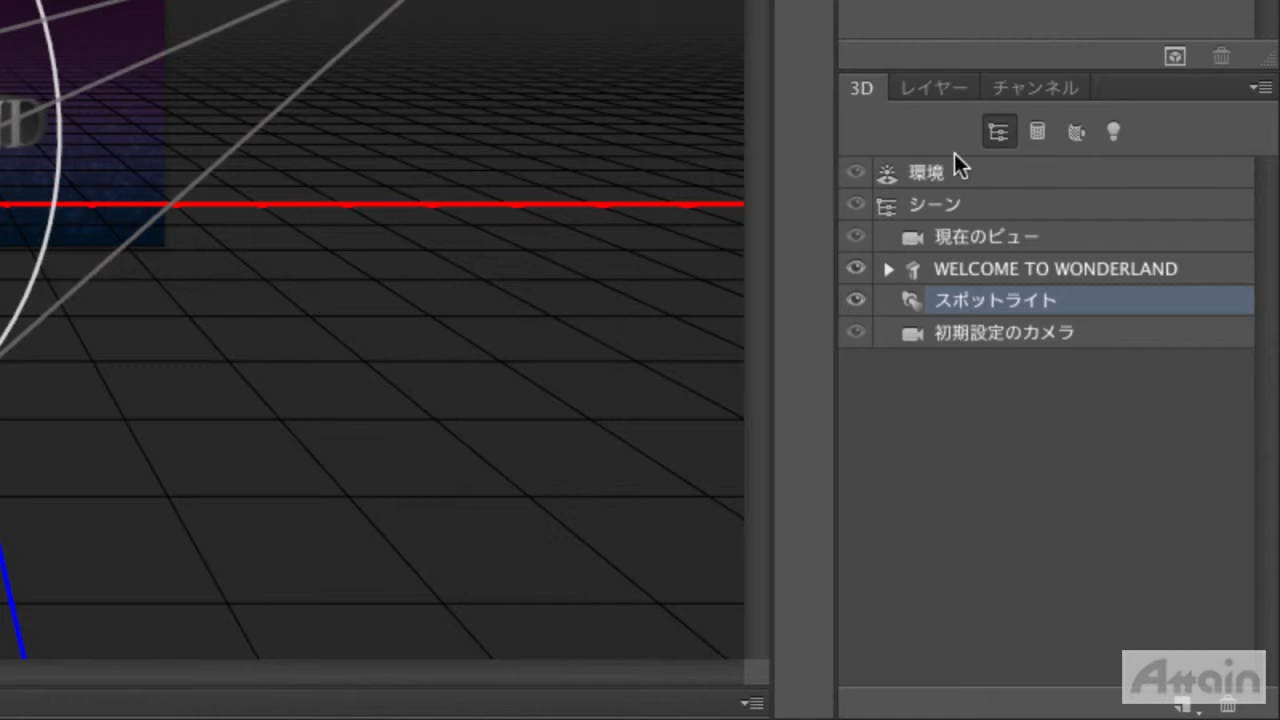 3D レイヤー チャンネル
環境
シーン
現在のビュー
WELCOME TO WONDERLAND
スポットライト
初期設定のカメラ
Attain